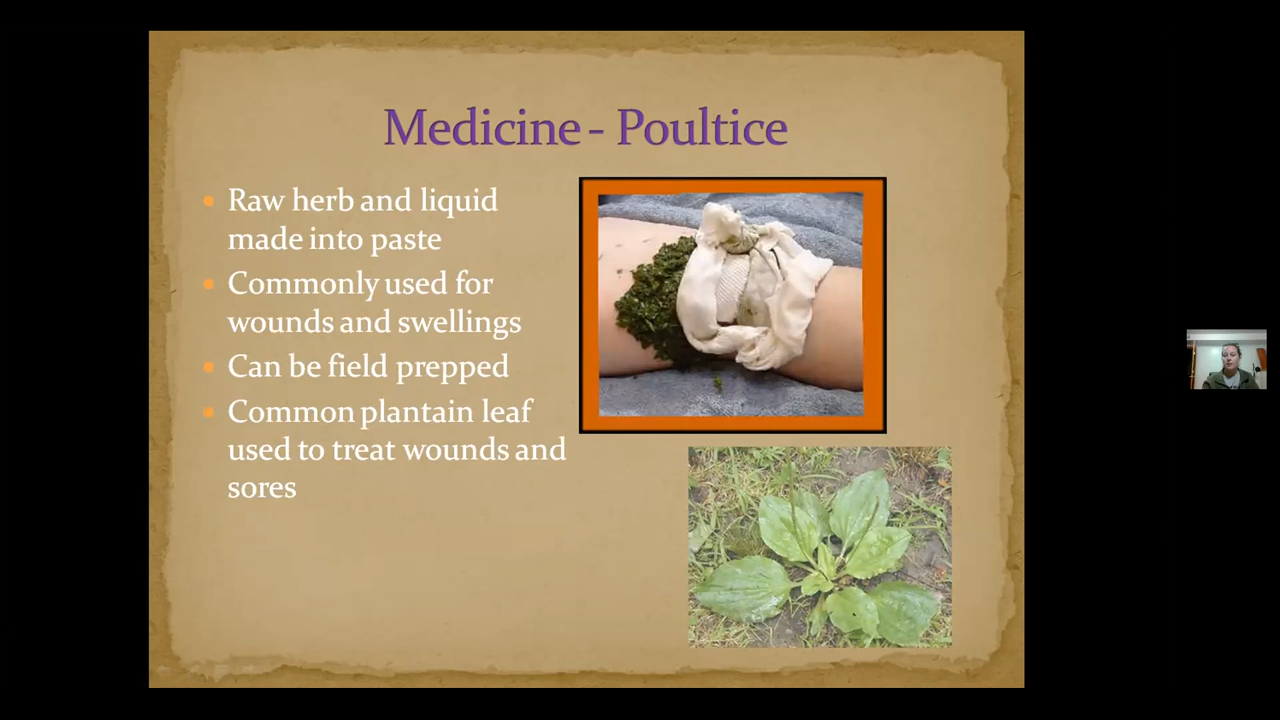 Medicine - Poultice
Raw herb and liquid
made into paste
Commonly used for
wounds and swellings
Can be field prepped
Common plantain leaf
used to treat wounds and
sores